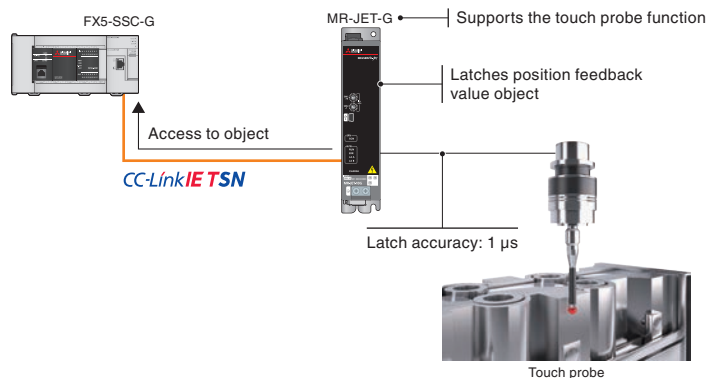 FX5-SSC-G
MR-JET-G
Supports the touch probe function
Latches position feedback
value object
Access to object
CC-Link IE TSN
Latch accuracy: 1 µs
Touch probe